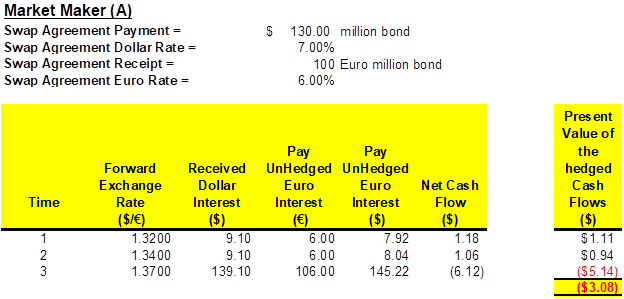 Market Maker (A)
Swap Agreement Payment = $ 130.00 million bond
Swap Agreement Dollar Rate = 7.00%
Swap Agreement Receipt = 100 Euro million bond
Swap Agreement Euro Rate = 6.00%
Present
Value of
Pay Pay the
Forward Received UnHedged UnHedged hedged
Exchange Dollar Euro Euro Net Cash Cash
Time Rate Interest Interest Interest Flow Flows
($/€) ($) (€) ($) ($) ($)
1 1.3200 9.10 6.00 7.92 1.18 $1.11
2 1.3400 9.10 6.00 8.04 1.06 $0.94
3 1.3700 139.10 106.00 145.22 (6.12) ($5.14)
($3.08)